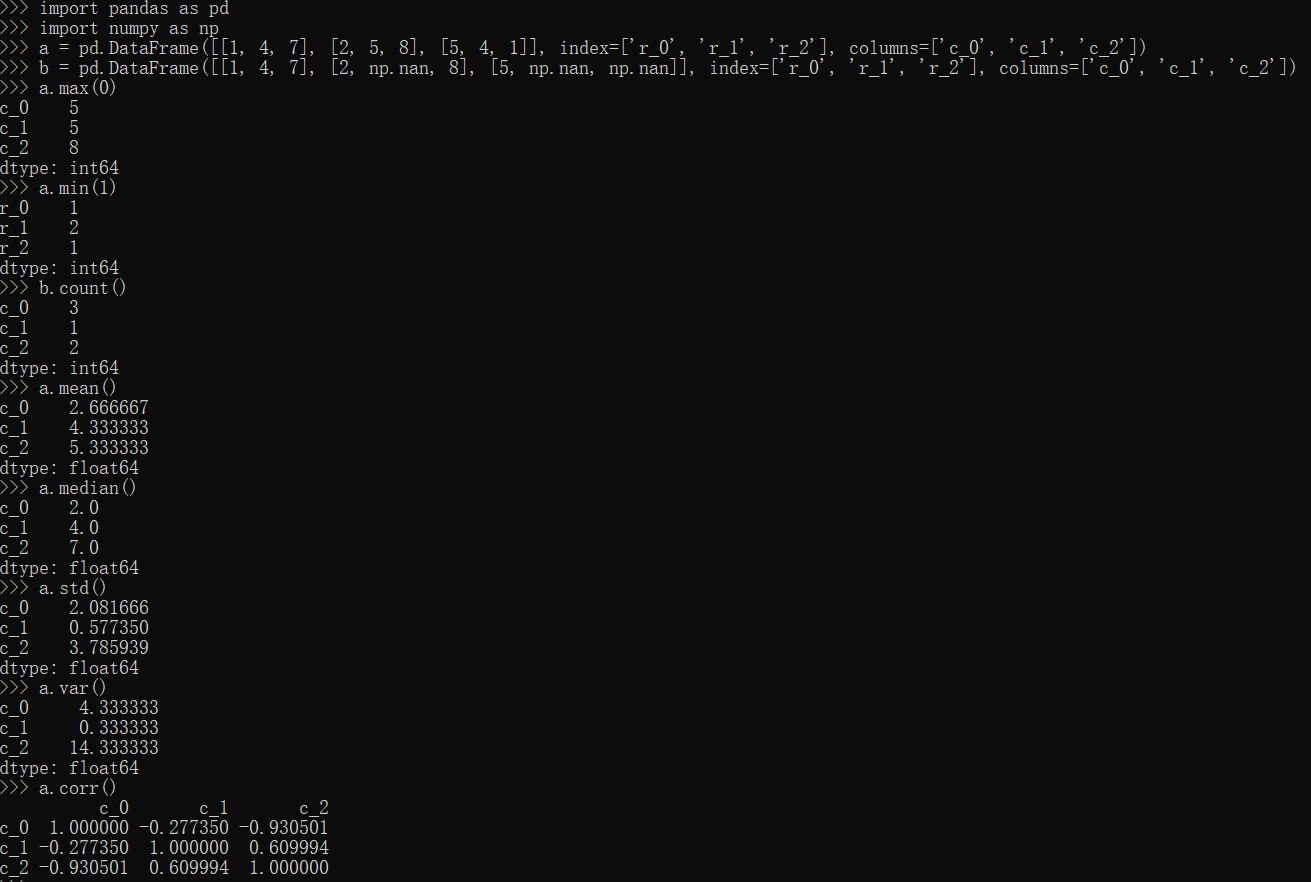 >>> import pandas as pd
>>> import numpy as np
>>> a = pd.DataFrame([[1, 4, 7], [2, 5, 8], [5, 4, 1]], index=['r_0', 'r_1', 'r_2'], columns=['c_0', 'c_1', 'c_2'])
>>> b = pd.DataFrame([[1, 4, 7], [2, np.nan, 8], [5, np.nan, np.nan]], index=['r_0', 'r_1', 'r_2'], columns=['c_0', 'c_1', 'c_2'])
>>> a.max(0)
c_0    5
c_1    5
c_2    8
dtype: int64
>>> a.min(1)
r_0    1
r_1    2
r_2    1
dtype: int64
>>> b.count()
c_0    3
c_1    1
c_2    2
dtype: int64
>>> a.mean()
c_0    2.666667
c_1    4.333333
c_2    5.333333
dtype: float64
>>> a.median()
c_0    2.0
c_1    4.0
c_2    7.0
dtype: float64
>>> a.std()
c_0    2.081666
c_1    0.577350
c_2    3.785939
dtype: float64
>>> a.var()
c_0     4.333333
c_1     0.333333
c_2    14.333333
dtype: float64
>>> a.corr()
          c_0       c_1       c_2
c_0  1.000000 -0.277350 -0.930501
c_1 -0.277350  1.000000  0.609994
c_2 -0.930501  0.609994  1.000000